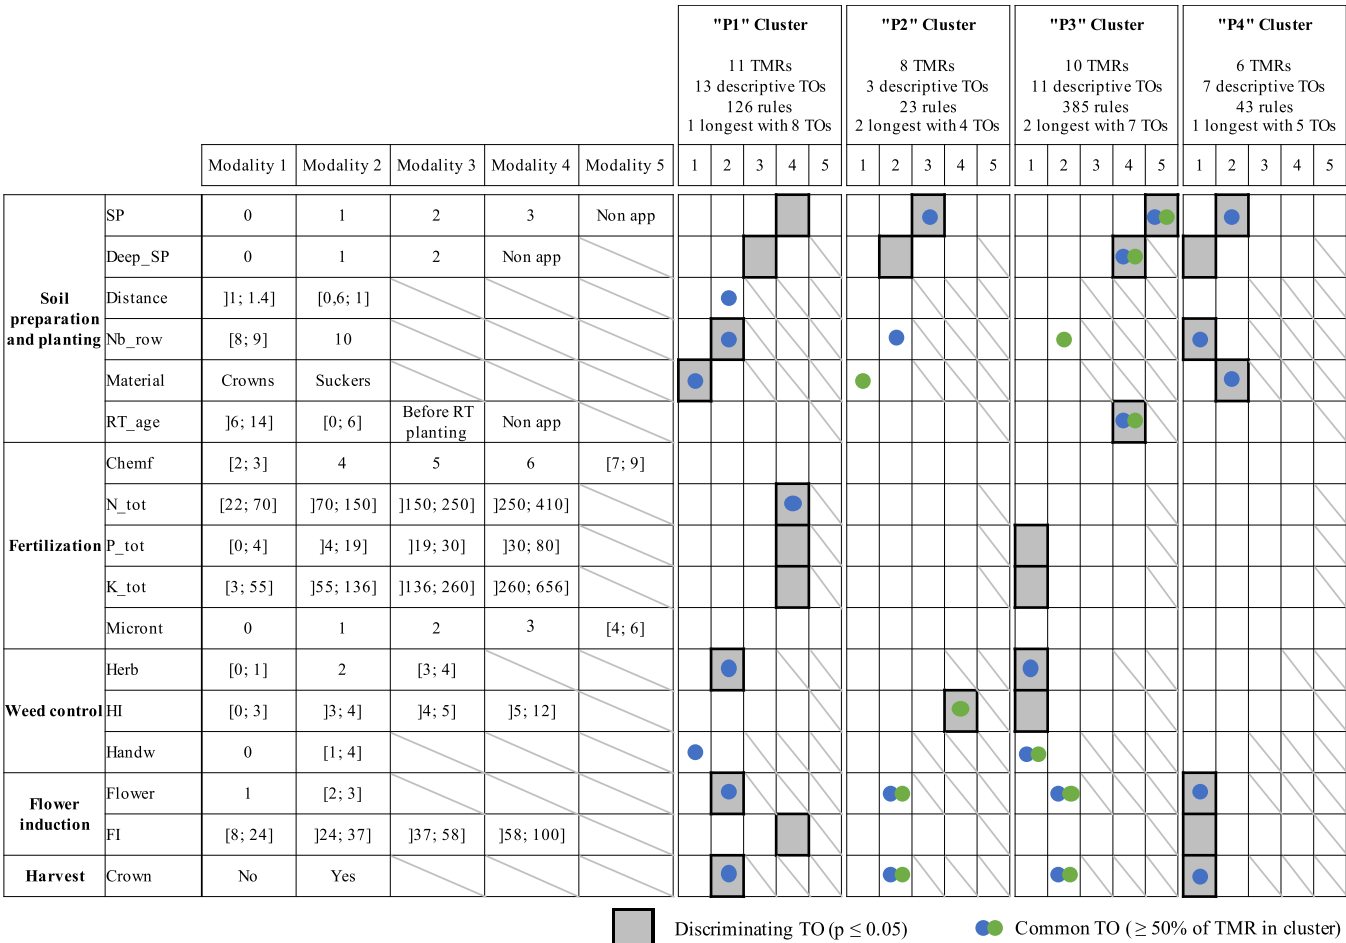 "P1" Cluster "P2" Cluster "P3" Cluster "P4" Cluster
11 TMRs 8 TMRs 10 TMRs 6 TMRs
13 descriptive TOs 3 descriptive TOs 11 descriptive TOs 7 descriptive TOs
126 rules 23 rules 385 rules 43 rules
1 longest with 8 TOs 2 longest with 4 TOs 2 longest with 7 TOs 1 longest with 5 TOs
Modality 1 Modality 2 Modality 3 Modality 4 Modality 5 1 2 3 4 5 1 2 3 4 5 1 2 3 4 5 1 2 3 4 5
Soil preparation and planting
SP 0 1 2 3 Non app
Deep_SP 0 1 2 Non app
Distance ]1; 1.4] [0,6; 1]
Nb_row [8; 9] 10
Material Crowns Suckers
RT_age ]6; 14] [0; 6] Before RT planting Non app
Fertilization
Chemf [2; 3] 4 5 6 [7; 9]
N_tot [22; 70] ]70; 150] ]150; 250] ]250; 410]
P_tot [0; 4] ]4; 19] ]19; 30] ]30; 80]
K_tot [3; 55] ]55; 136] ]136; 260] ]260; 656]
Micront 0 1 2 3 [4; 6]
Weed control
Herb [0; 1] 2 [3; 4]
HI [0; 3] ]3; 4] ]4; 5] ]5; 12]
Handw 0 [1; 4]
Flower induction
Flower 1 [2; 3]
FI [8; 24] ]24; 37] ]37; 58] ]58; 100]
Harvest Crown No Yes
Discriminating TO (p ≤ 0.05) Common TO (≥ 50% of TMR in cluster)